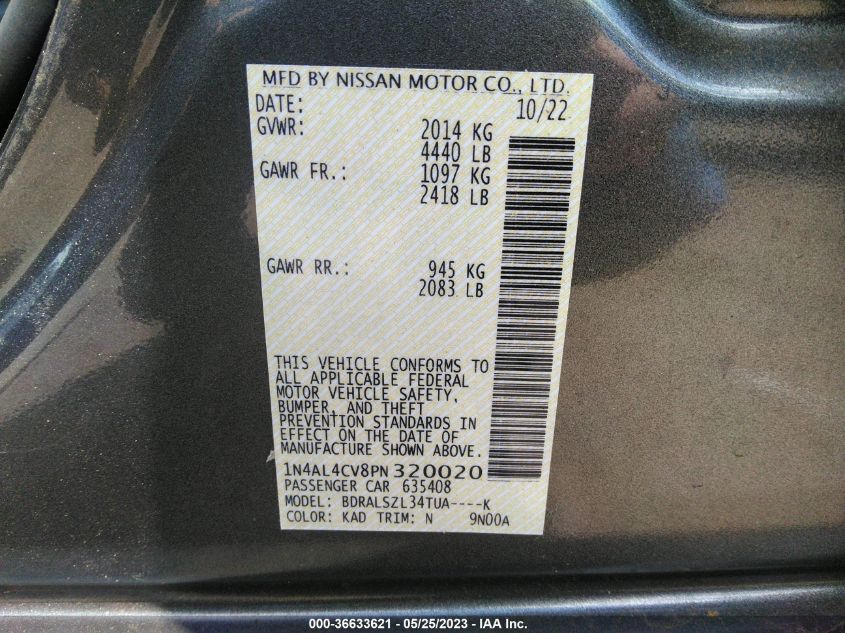 MFD BY NISSAN MOTOR CO., LTD.
DATE: 10/22
GVWR: 2014 KG
4440 LB
GAWR FR.: 1097 KG
2418 LB
GAWR RR.: 945 KG
2083 LB
THIS VEHICLE CONFORMS TO
ALL APPLICABLE FEDERAL
MOTOR VEHICLE SAFETY,
BUMPER, AND THEFT
PREVENTION STANDARDS IN
EFFECT ON THE DATE OF
MANUFACTURE SHOWN ABOVE.
1N4AL4CV8PN320020
PASSENGER CAR 635408
MODEL: BDRALSZL34TUA----K
COLOR: KAD TRIM: N 9N00A
000-36633621 / 05/25/2023 - IAA Inc.